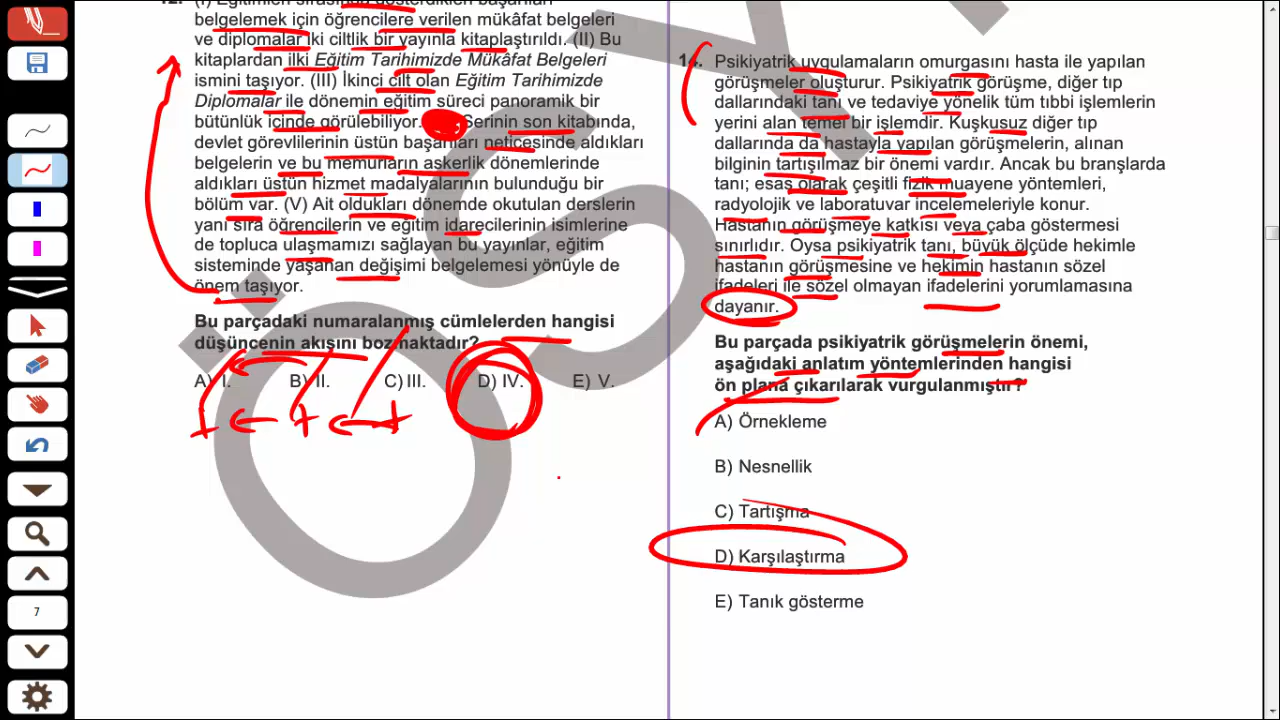 12. (I) Eğitimleri sırasında gösterdikleri başarıları
belgelemek için öğrencilere verilen mükâfat belgeleri
ve diplomalar iki ciltlik bir yayınla kitaplaştırıldı. (II) Bu
kitaplardan ilki Eğitim Tarihimizde Mükâfat Belgeleri
ismini taşıyor. (III) İkinci cilt olan Eğitim Tarihimizde
Diplomalar ile dönemin eğitim süreci panoramik bir
bütünlük içinde görülebiliyor. Serinin son kitabında,
devlet görevlilerinin üstün başarıları neticesinde aldıkları
belgelerin ve bu memurların askerlik dönemlerinde
aldıkları üstün hizmet madalyalarının bulunduğu bir
bölüm var. (V) Ait oldukları dönemde okutulan derslerin
yanı sıra öğrencilerin ve eğitim idarecilerinin isimlerine
de topluca ulaşmamızı sağlayan bu yayınlar, eğitim
sisteminde yaşanan değişimi belgelemesi yönüyle de
önem taşıyor.
Bu parçadaki numaralanmış cümlelerden hangisi
düşüncenin akışını bozmaktadır?
A) I. B) II. C) III. D) IV. E) V.
14. Psikiyatrik uygulamaların omurgasını hasta ile yapılan
görüşmeler oluşturur. Psikiyatrik görüşme, diğer tıp
dallarındaki tanı ve tedaviye yönelik tüm tıbbi işlemlerin
yerini alan temel bir işlemdir. Kuşkusuz diğer tıp
dallarında da hastayla yapılan görüşmelerin, alınan
bilginin tartışılmaz bir önemi vardır. Ancak bu branşlarda
tanı; esas olarak çeşitli fizik muayene yöntemleri,
radyolojik ve laboratuvar incelemeleriyle konur.
Hastanın görüşmeye katkısı veya çaba göstermesi
sınırlıdır. Oysa psikiyatrik tanı, büyük ölçüde hekimle
hastanın görüşmesine ve hekimin hastanın sözel
ifadeleri ile sözel olmayan ifadelerini yorumlamasına
dayanır.
Bu parçada psikiyatrik görüşmelerin önemi,
aşağıdaki anlatım yöntemlerinden hangisi
ön plana çıkarılarak vurgulanmıştır?
A) Örnekleme
B) Nesnellik
C) Tartışma
D) Karşılaştırma
E) Tanık gösterme
7